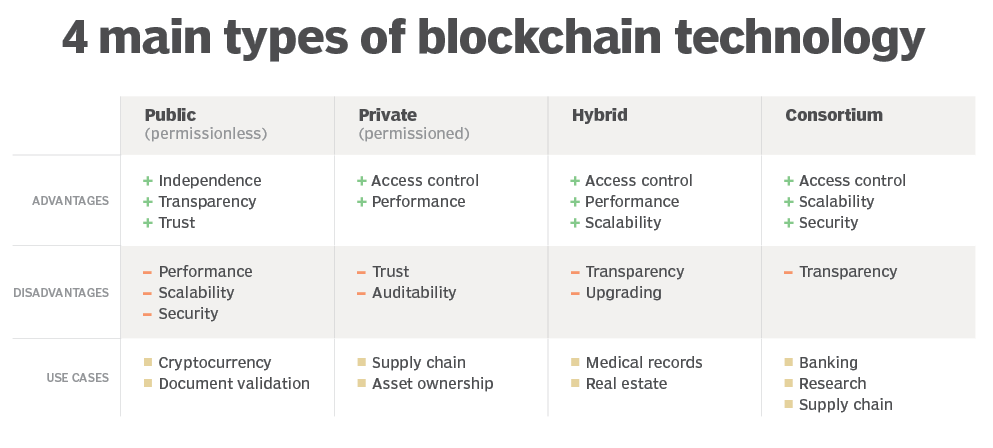 4 main types of blockchain technology
Public
(permissionless)
Private
(permissioned)
Hybrid
Consortium
ADVANTAGES
+ Independence
+ Transparency
+ Trust
+ Access control
+ Performance
+ Access control
+ Performance
+ Scalability
+ Access control
+ Scalability
+ Security
DISADVANTAGES
– Performance
– Scalability
– Security
– Trust
– Auditability
– Transparency
– Upgrading
– Transparency
USE CASES
■ Cryptocurrency
■ Document validation
■ Supply chain
■ Asset ownership
■ Medical records
■ Real estate
■ Banking
■ Research
■ Supply chain